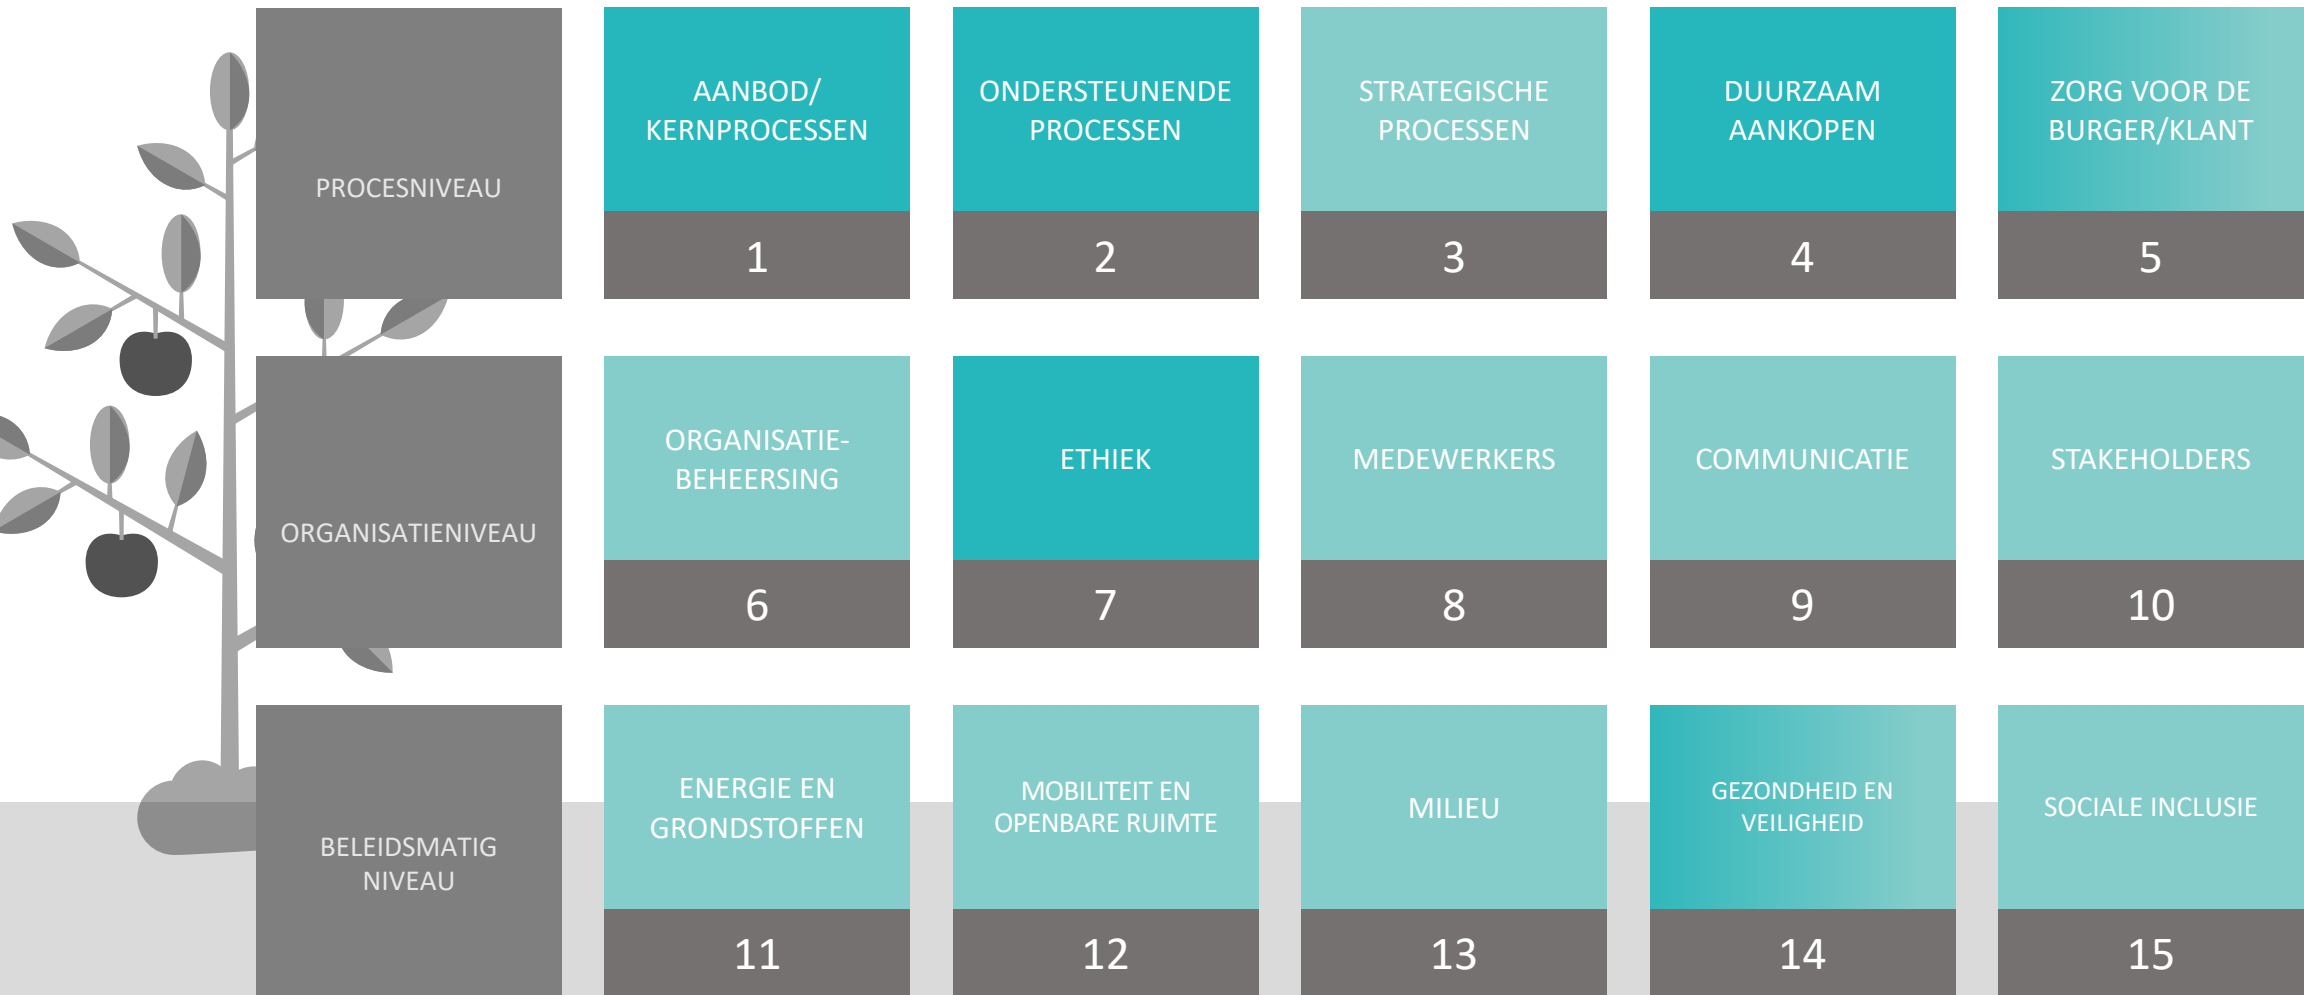 PROCESNIVEAU
AANBOD/
KERNPROCESSEN
1
ONDERSTEUNENDE
PROCESSEN
2
STRATEGISCHE
PROCESSEN
3
DUURZAAM
AANKOPEN
4
ZORG VOOR DE
BURGER/KLANT
5
ORGANISATIENIVEAU
ORGANISATIE-
BEHEERSING
6
ETHIEK
7
MEDEWERKERS
8
COMMUNICATIE
9
STAKEHOLDERS
10
BELEIDSMATIG
NIVEAU
ENERGIE EN
GRONDSTOFFEN
11
MOBILITEIT EN
OPENBARE RUIMTE
12
MILIEU
13
GEZONDHEID EN
VEILIGHEID
14
SOCIALE INCLUSIE
15